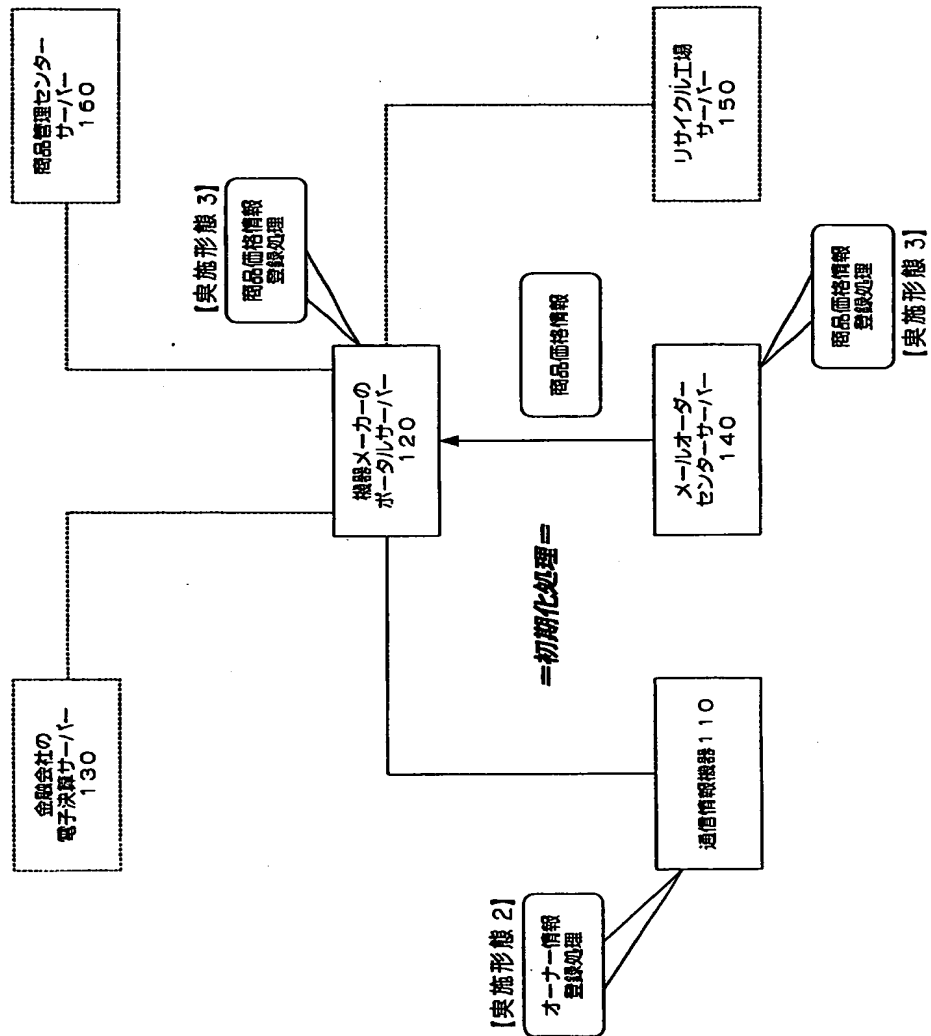 金融会社の
電子決算サーバー
130
商品管理センター
サーバー
160
【実施形態 3】
商品価格情報
登録処理
機器メーカーの
ポータルサーバー
120
商品価格情報
=初期化処理=
【実施形態 2】
オーナー情報
登録処理
通信情報機器110
メールオーダー
センターサーバー
140
リサイクル工場
サーバー
150
商品価格情報
登録処理
【実施形態 3】